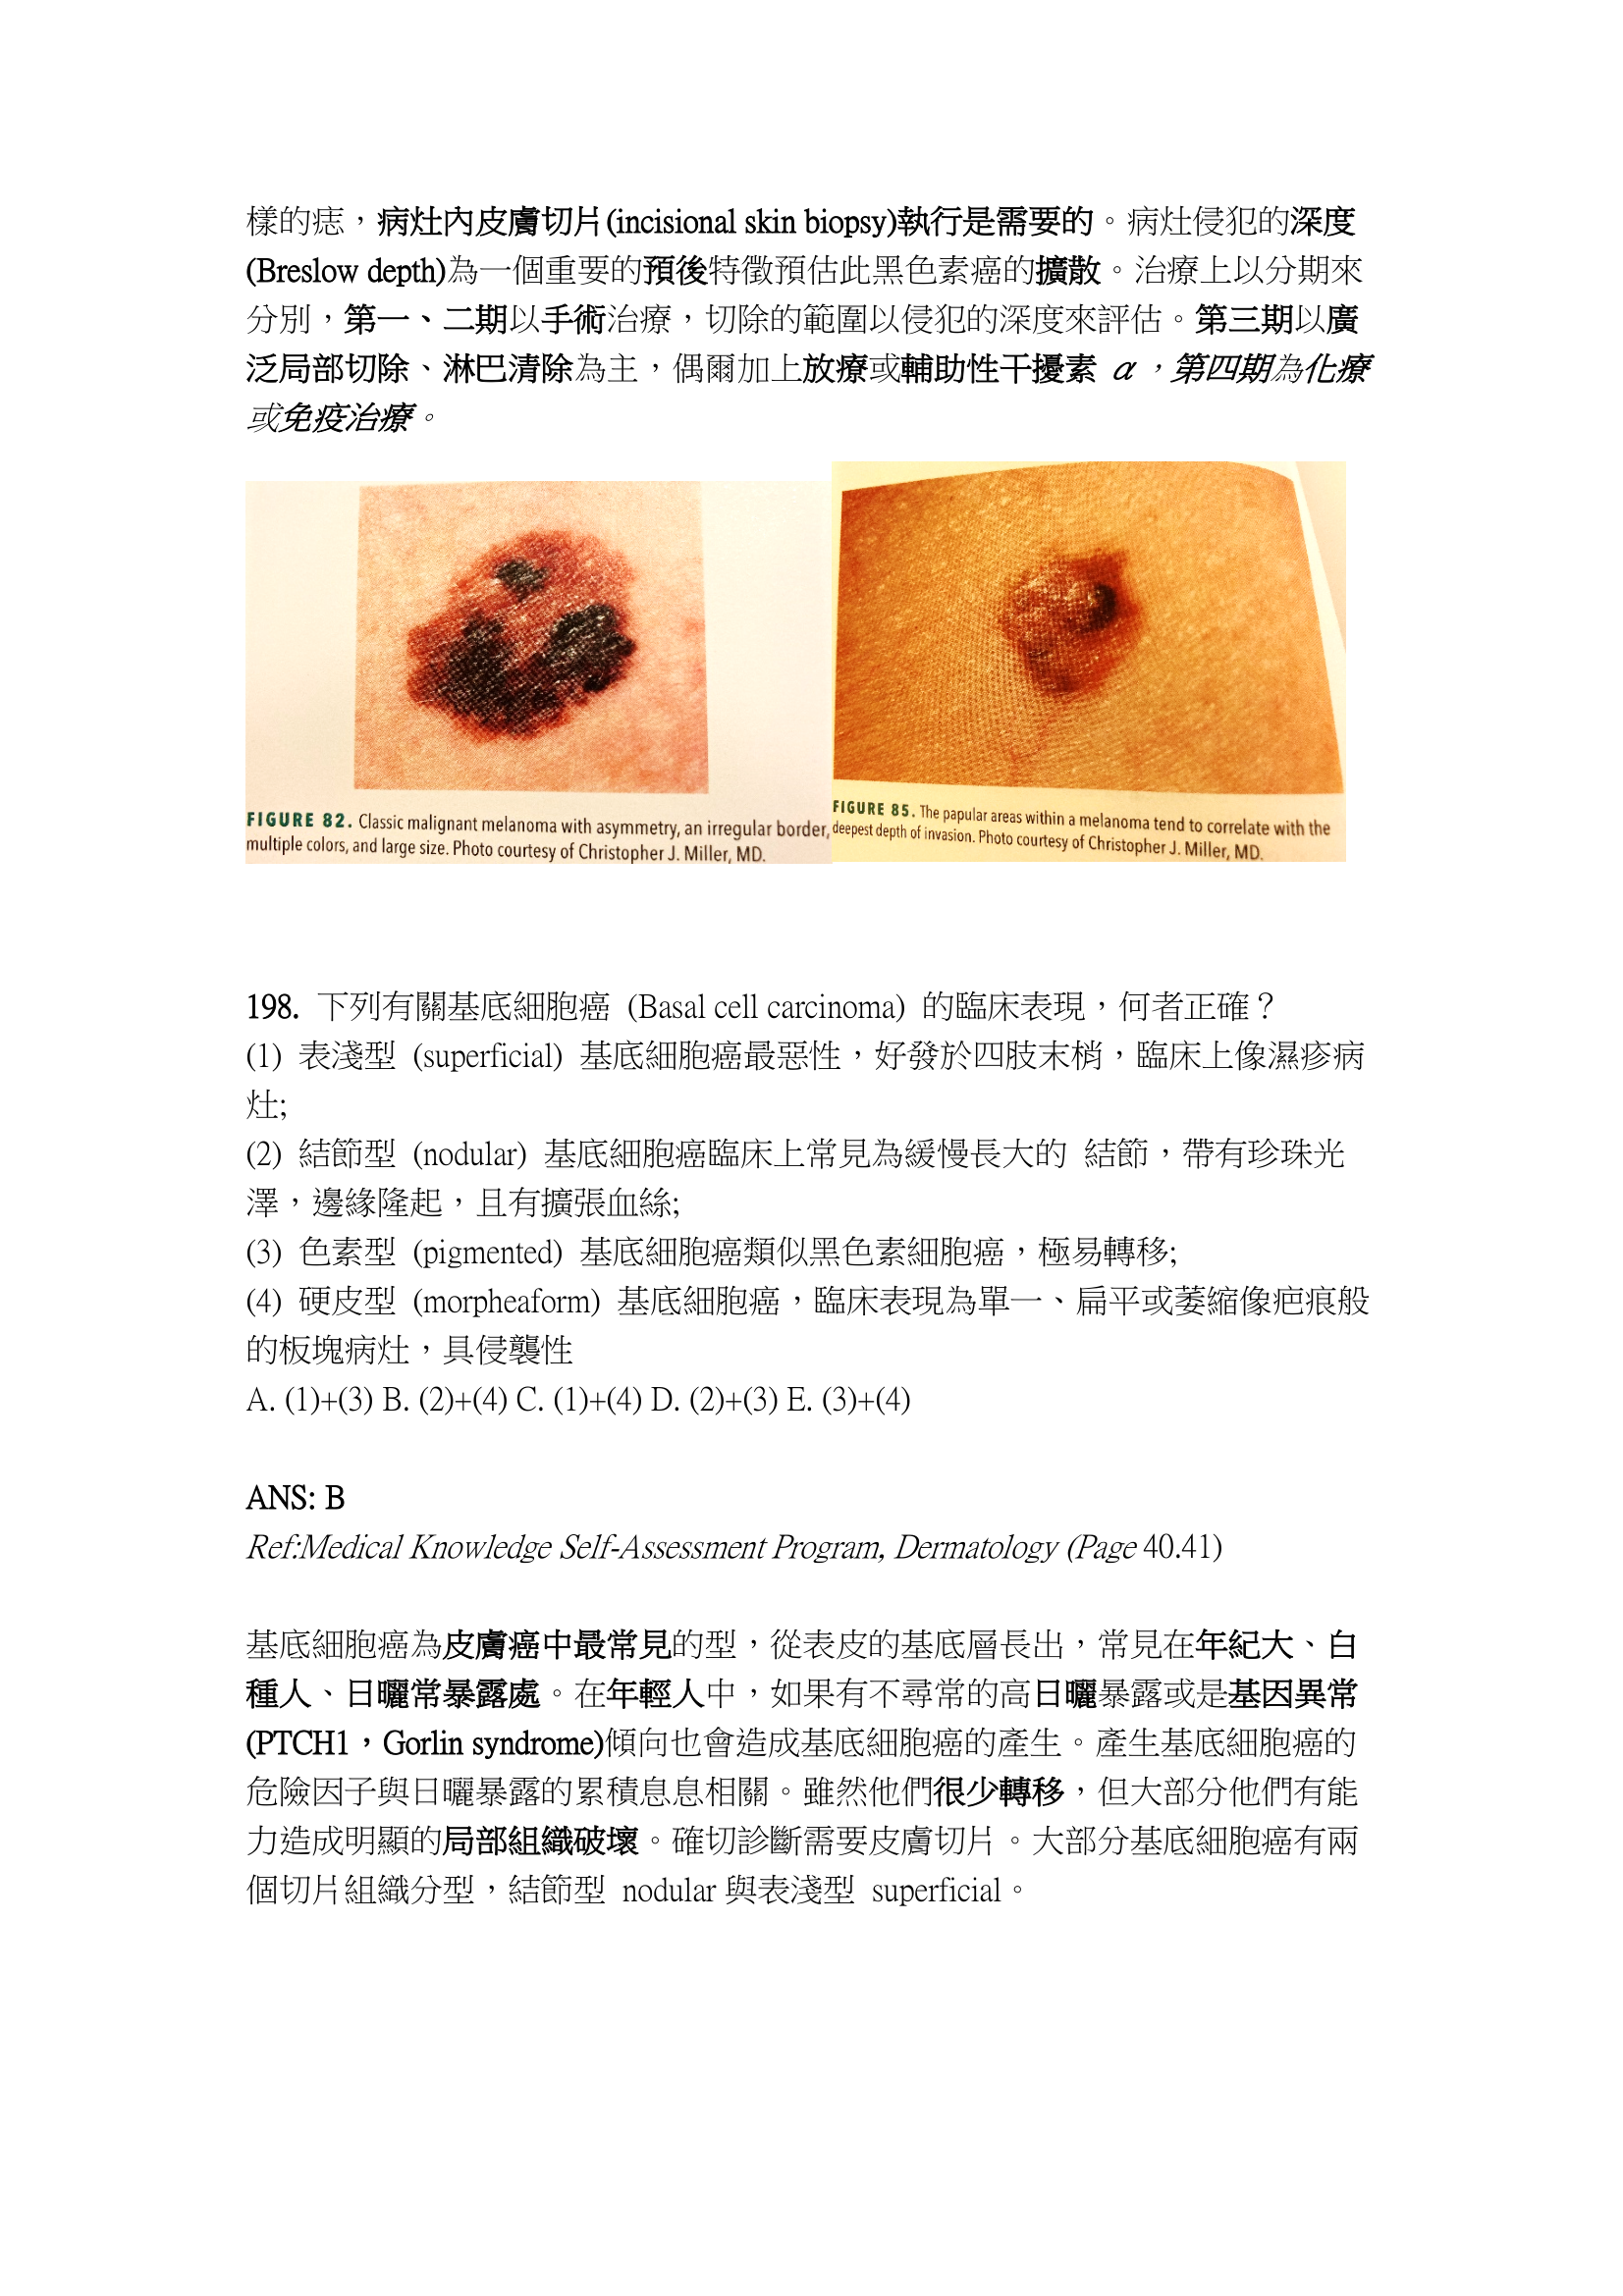 樣的痣，病灶內皮膚切片(incisional skin biopsy)執行是需要的。病灶侵犯的深度
(Breslow depth)為一個重要的預後特徵預估此黑色素癌的擴散。治療上以分期來
分別，第一、二期以手術治療，切除的範圍以侵犯的深度來評估。第三期以廣
泛局部切除、淋巴清除為主，偶爾加上放療或輔助性干擾素 α，第四期為化療
或免疫治療。
FIGURE 82. Classic malignant melanoma with asymmetry, an irregular border,
multiple colors, and large size. Photo courtesy of Christopher J. Miller, MD.
FIGURE 85. The papular areas within a melanoma tend to correlate with the
deepest depth of invasion. Photo courtesy of Christopher J. Miller, MD.
198. 下列有關基底細胞癌 (Basal cell carcinoma) 的臨床表現，何者正確？
(1) 表淺型 (superficial) 基底細胞癌最惡性，好發於四肢末梢，臨床上像濕疹病
灶;
(2) 結節型 (nodular) 基底細胞癌臨床上常見為緩慢長大的 結節，帶有珍珠光
澤，邊緣隆起，且有擴張血絲;
(3) 色素型 (pigmented) 基底細胞癌類似黑色素細胞癌，極易轉移;
(4) 硬皮型 (morpheaform) 基底細胞癌，臨床表現為單一、扁平或萎縮像疤痕般
的板塊病灶，具侵襲性
A. (1)+(3) B. (2)+(4) C. (1)+(4) D. (2)+(3) E. (3)+(4)
ANS: B
Ref:Medical Knowledge Self-Assessment Program, Dermatology (Page 40.41)
基底細胞癌為皮膚癌中最常見的型，從表皮的基底層長出，常見在年紀大、白
種人、日曬常暴露處。在年輕人中，如果有不尋常的高日曬暴露或是基因異常
(PTCH1，Gorlin syndrome)傾向也會造成基底細胞癌的產生。產生基底細胞癌的
危險因子與日曬暴露的累積息息相關。雖然他們很少轉移，但大部分他們有能
力造成明顯的局部組織破壞。確切診斷需要皮膚切片。大部分基底細胞癌有兩
個切片組織分型，結節型 nodular 與表淺型 superficial。